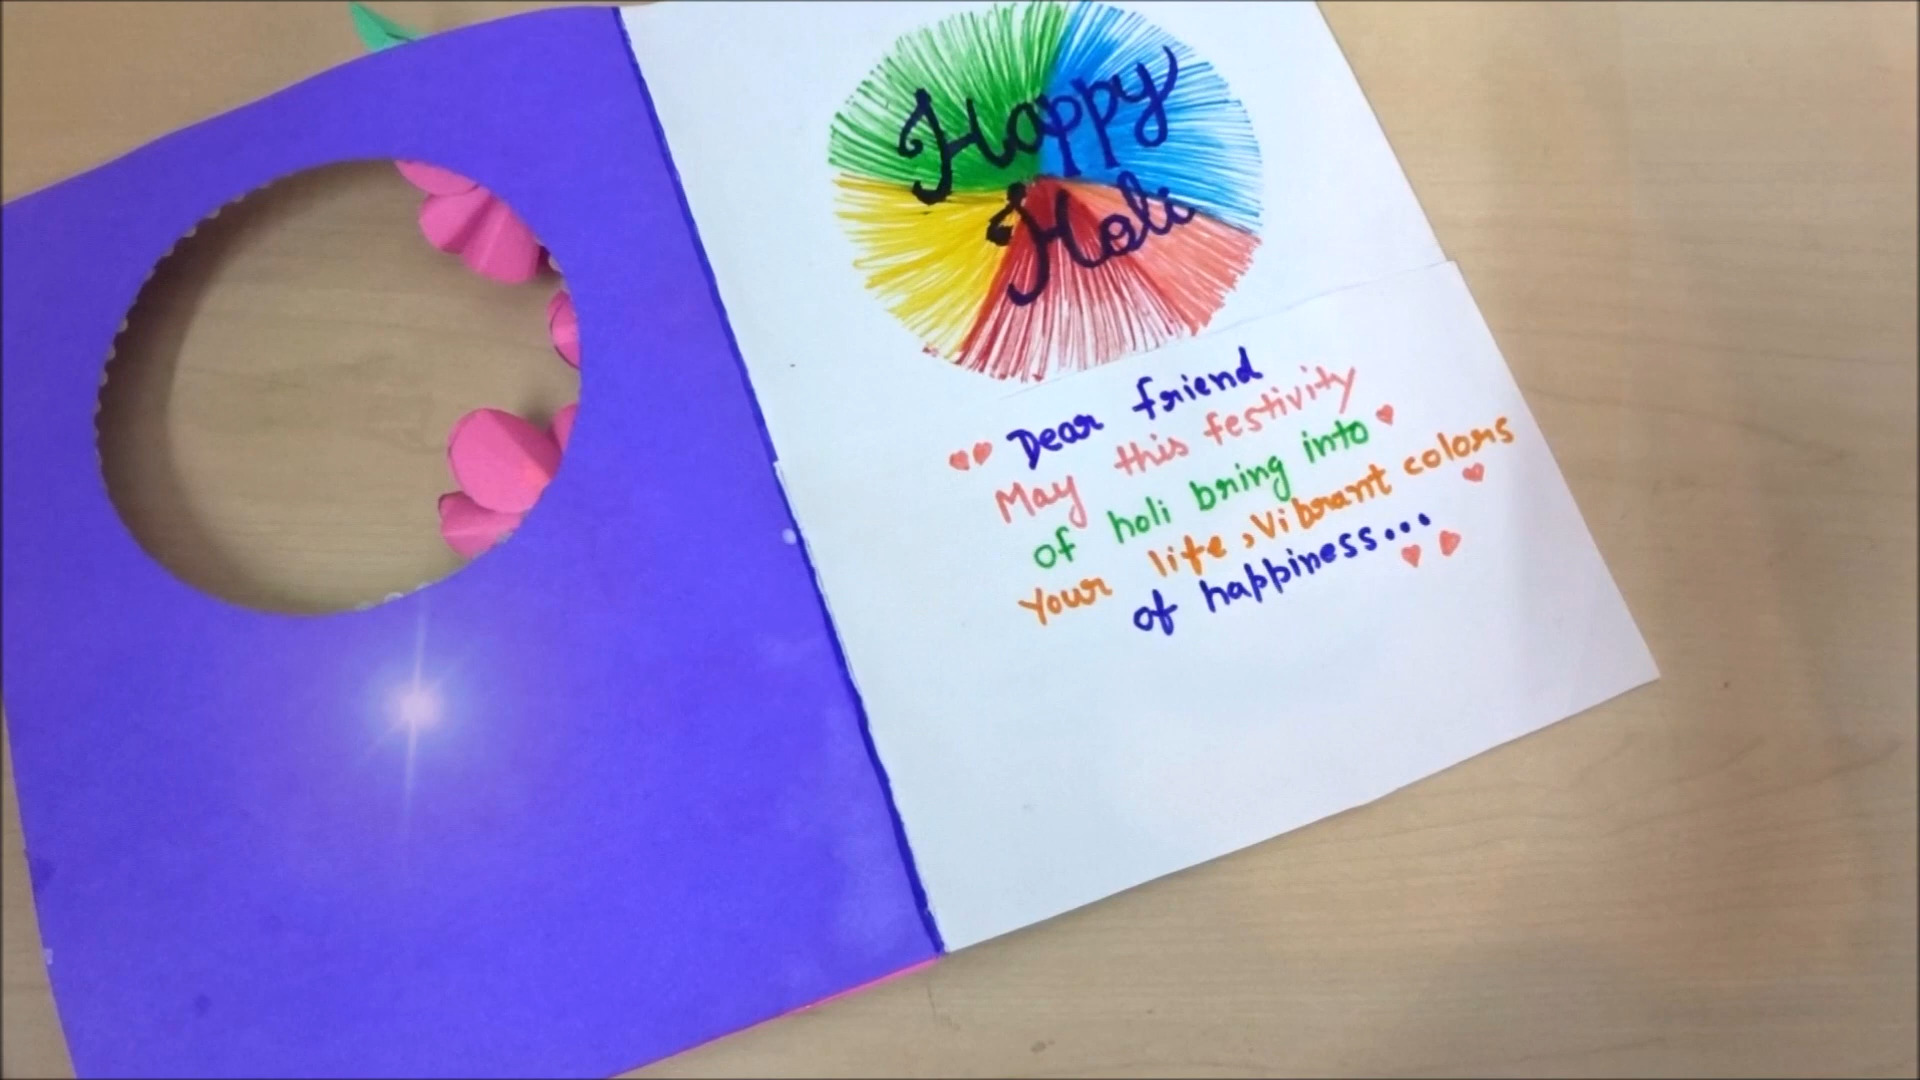 Happy
Holi
Dear friend
May this festivity
of holi bring into
your life, Vibrant colors
of happiness...